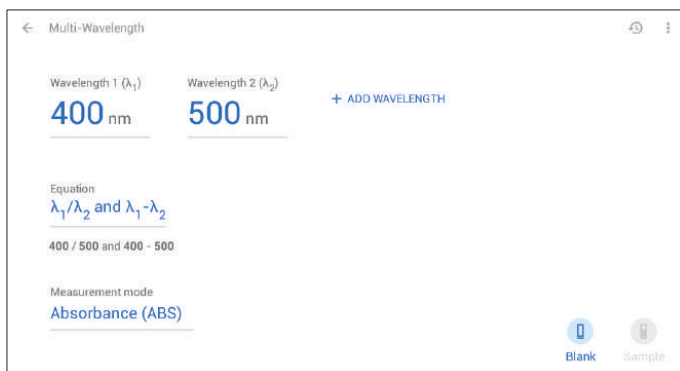 Multi-Wavelength
Wavelength 1 (λ₁) Wavelength 2 (λ₂)
400 nm 500 nm + ADD WAVELENGTH
Equation
λ₁/λ₂ and λ₁-λ₂
400 / 500 and 400 - 500
Measurement mode
Absorbance (ABS)
Blank Sample